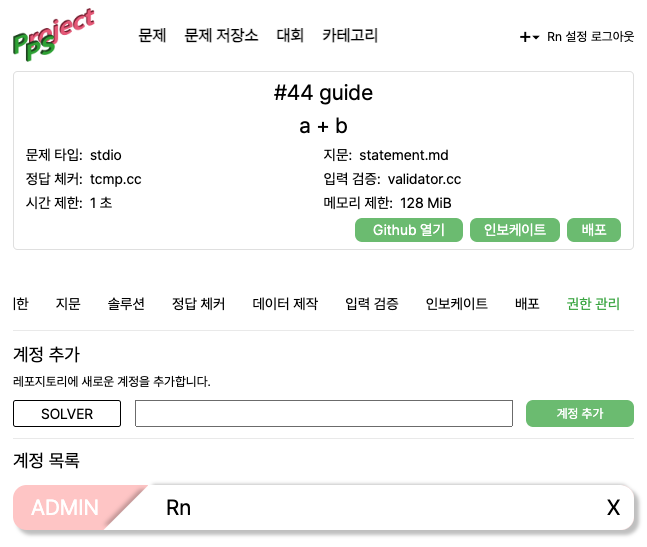 Project
PPS
문제 문제 저장소 대회 카테고리
+ Rn 설정 로그아웃
#44 guide
a + b
문제 타입: stdio 지문: statement.md
정답 체커: tcmp.cc 입력 검증: validator.cc
시간 제한: 1 초 메모리 제한: 128 MiB
Github 열기 인보케이트 배포
한 지문 솔루션 정답 체커 데이터 제작 입력 검증 인보케이트 배포 권한 관리
계정 추가
레포지토리에 새로운 계정을 추가합니다.
SOLVER 계정 추가
계정 목록
ADMIN Rn X